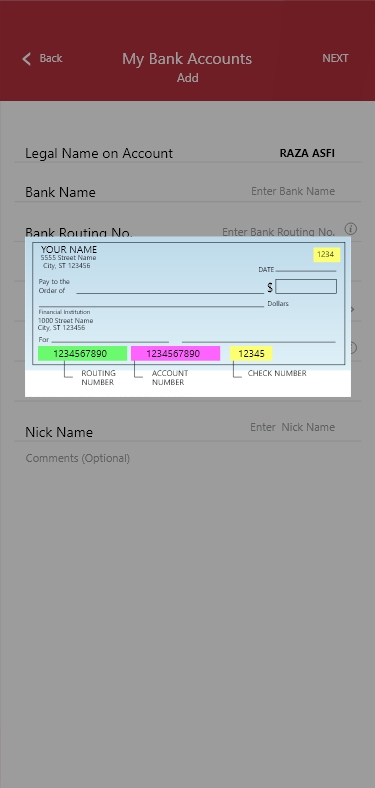 Back
My Bank Accounts
NEXT
Add
Legal Name on Account RAZA ASFI
Bank Name Enter Bank Name
Bank Routing No. Enter Bank Routing No.
YOUR NAME
5555 Street Name
City, ST 123456
1234
DATE
Pay to the
Order of
$
Dollars
Financial Institution
1000 Street Name
City, ST 123456
For
1234567890 1234567890 12345
ROUTING
NUMBER
ACCOUNT
NUMBER
CHECK NUMBER
Nick Name Enter Nick Name
Comments (Optional)